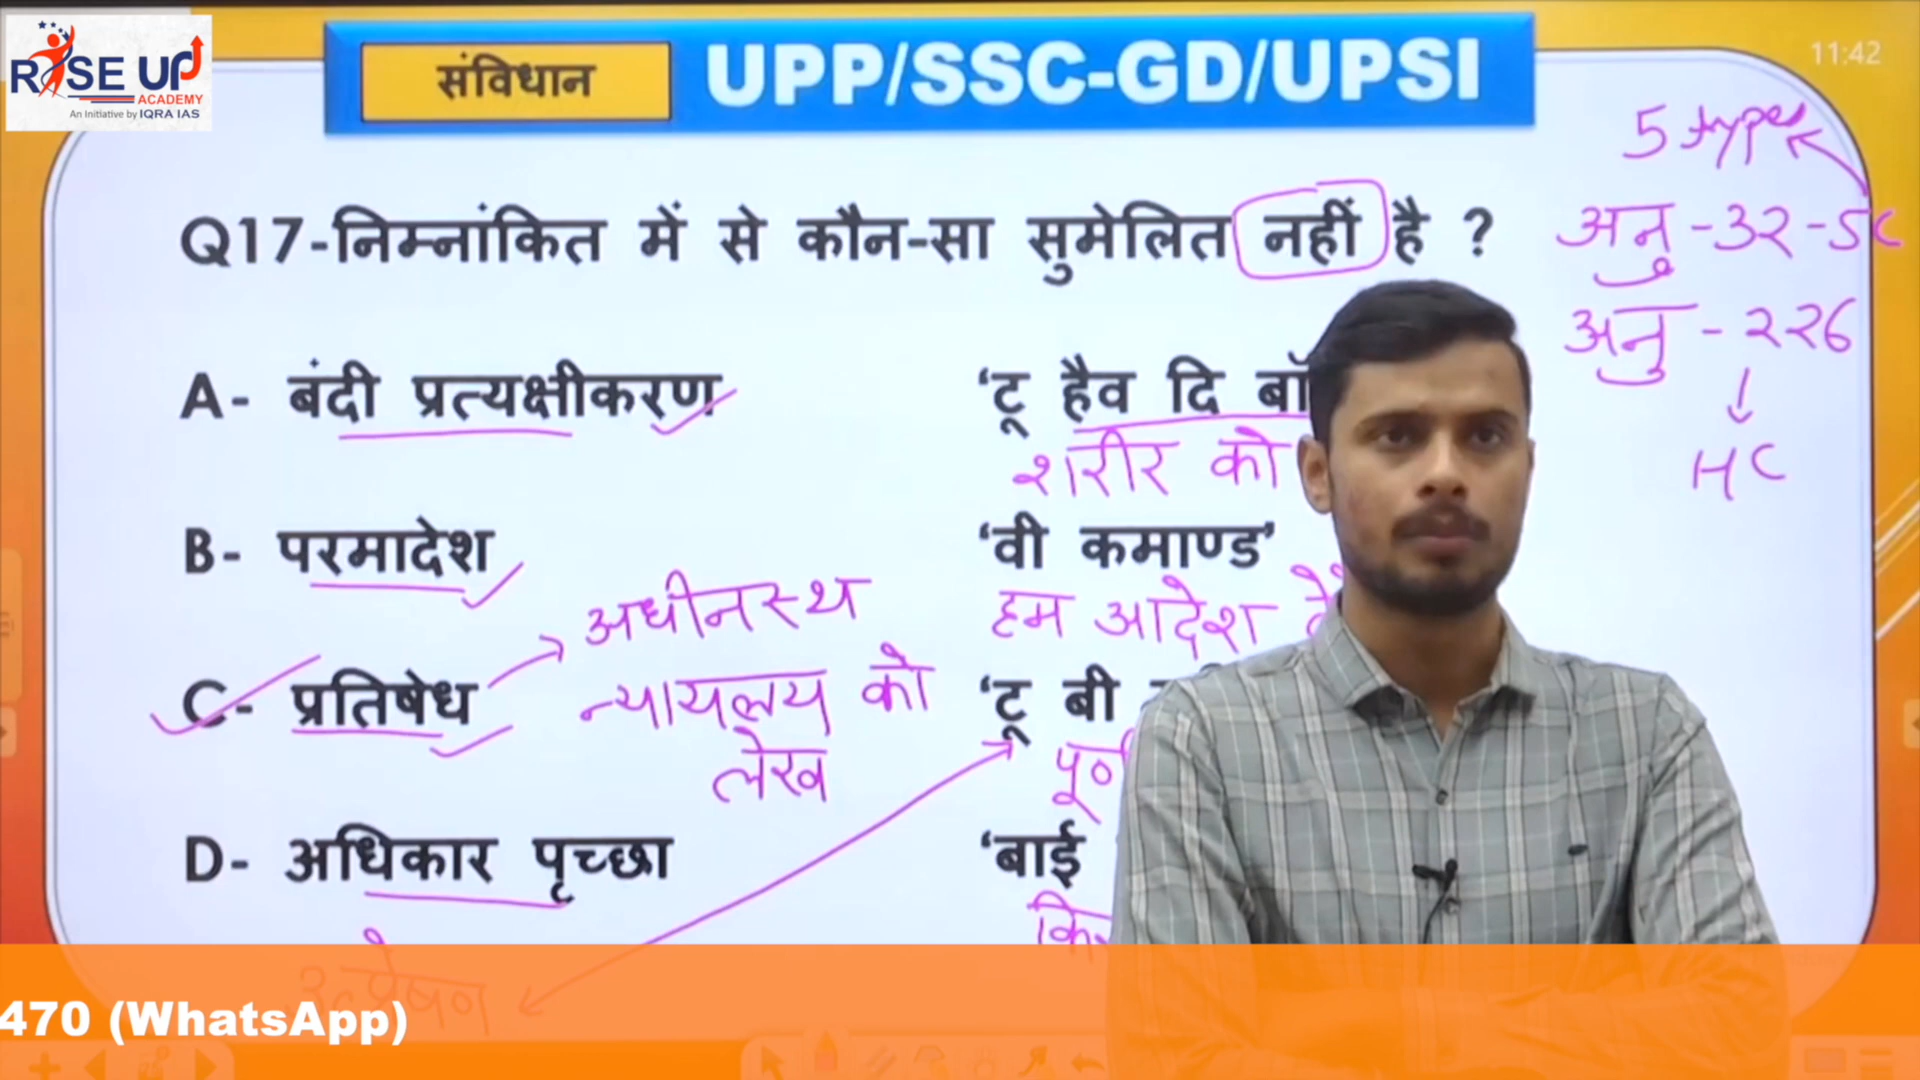 RISE UP
ACADEMY
An Initiative by IQRA IAS
संविधान
UPP/SSC-GD/UPSI
11:42
5 type
Q17-निम्नांकित में से कौन-सा सुमेलित नहीं है ?
अनु-32-SC
अनु-226
HC
A- बंदी प्रत्यक्षीकरण
'टू हैव दि
शरीर को
B- परमादेश
'वी कमाण्ड'
हम आदेश
अधीनस्थ
C- प्रतिषेध
न्यायलय को
लेख
'टू बी
D- अधिकार पृच्छा
'बाई
उत्प्रेषण
470 (WhatsApp)